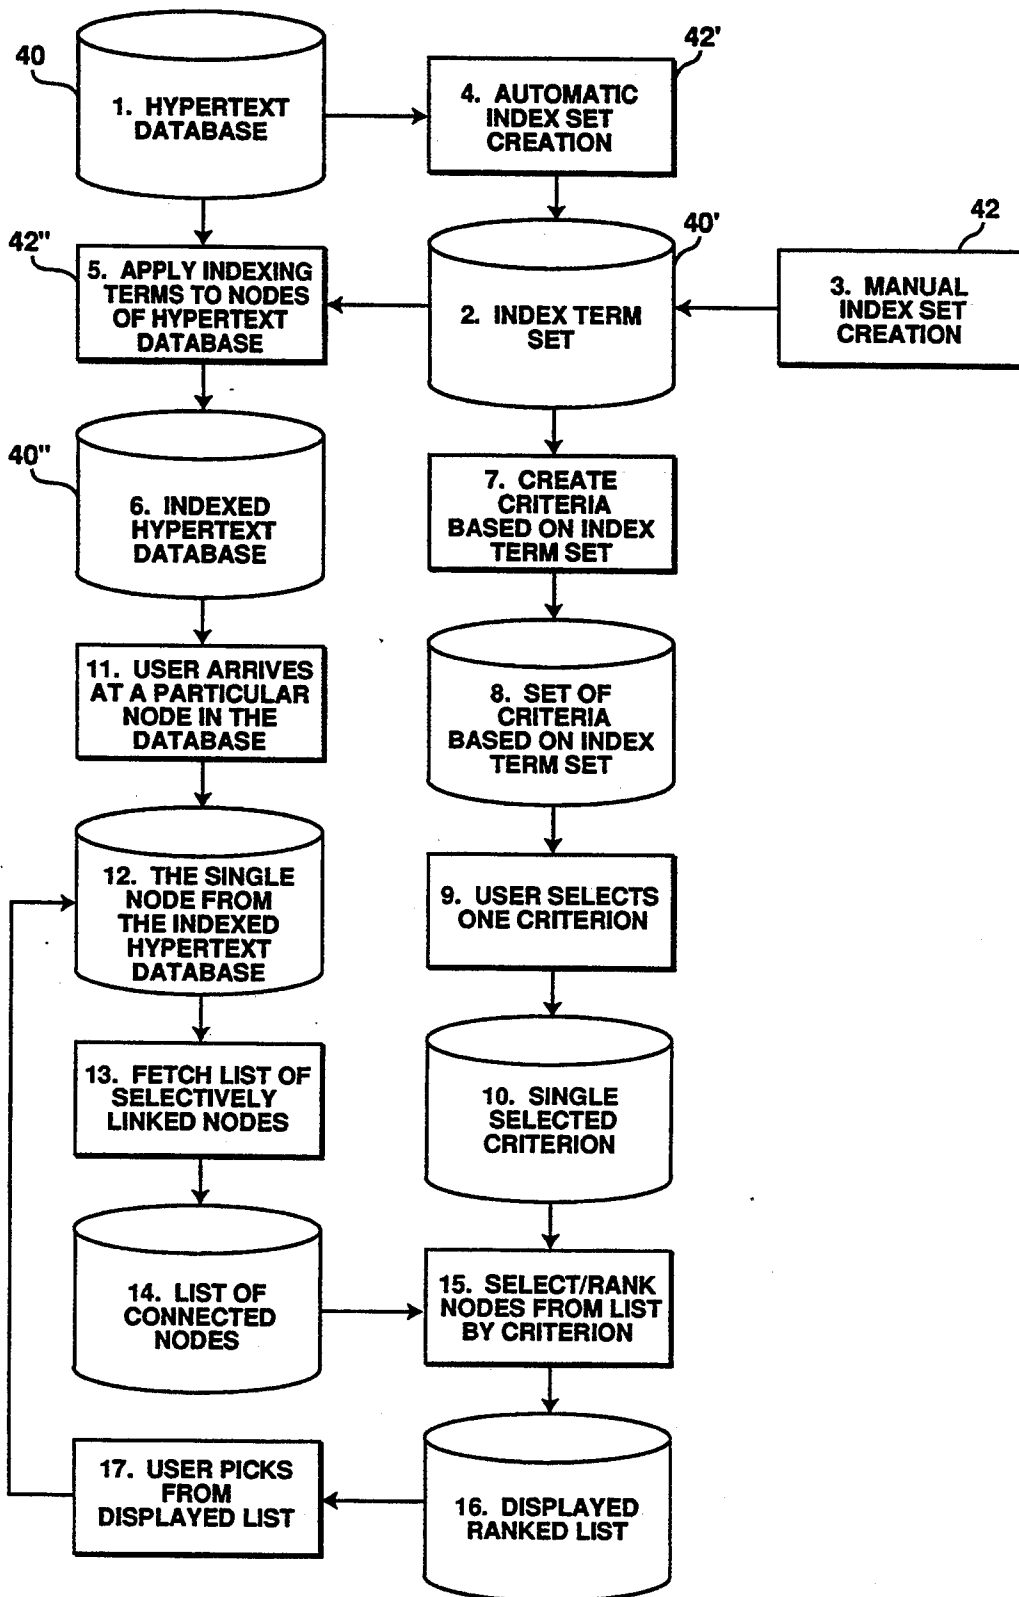 40
1. HYPERTEXT
DATABASE
42'
4. AUTOMATIC
INDEX SET
CREATION
42"
5. APPLY INDEXING
TERMS TO NODES
OF HYPERTEXT
DATABASE
40'
2. INDEX TERM
SET
42
3. MANUAL
INDEX SET
CREATION
40"
6. INDEXED
HYPERTEXT
DATABASE
7. CREATE
CRITERIA
BASED ON INDEX
TERM SET
11. USER ARRIVES
AT A PARTICULAR
NODE IN THE
DATABASE
8. SET OF
CRITERIA
BASED ON INDEX
TERM SET
12. THE SINGLE
NODE FROM
THE INDEXED
HYPERTEXT
DATABASE
9. USER SELECTS
ONE CRITERION
13. FETCH LIST OF
SELECTIVELY
LINKED NODES
10. SINGLE
SELECTED
CRITERION
14. LIST OF
CONNECTED
NODES
15. SELECT/RANK
NODES FROM LIST
BY CRITERION
17. USER PICKS
FROM
DISPLAYED LIST
16. DISPLAYED
RANKED LIST